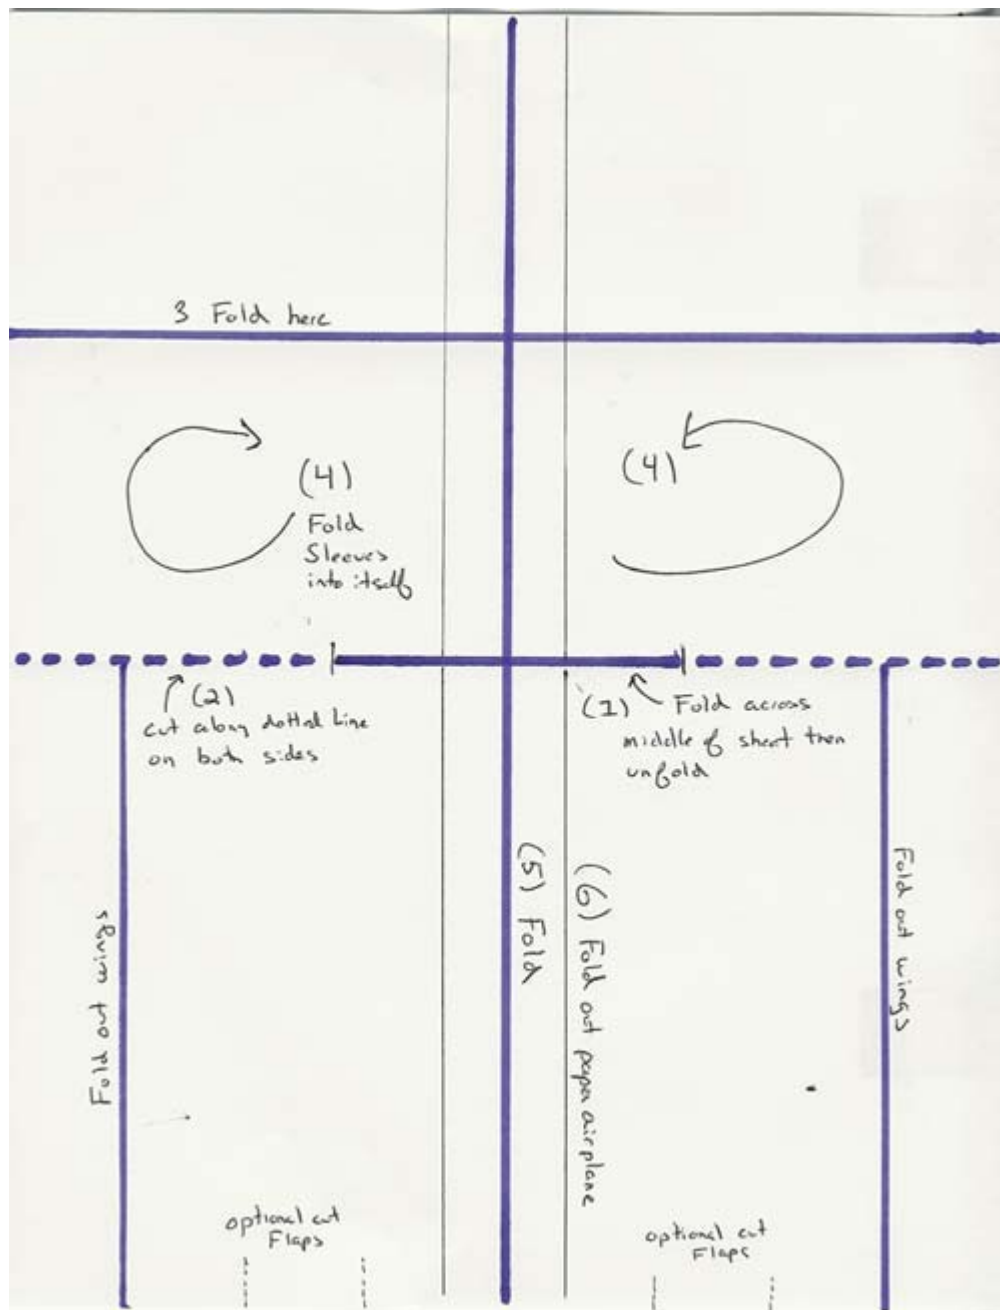 3 Fold here
(4)
Fold
Sleeves
into itself
(4)
(2)
cut along dotted Line
on both sides
(1) Fold across
middle of sheet then
unfold
(5) Fold
(6) Fold out paper airplane
Fold out wings
Fold out wings
optional cut
Flaps
optional cut
Flaps